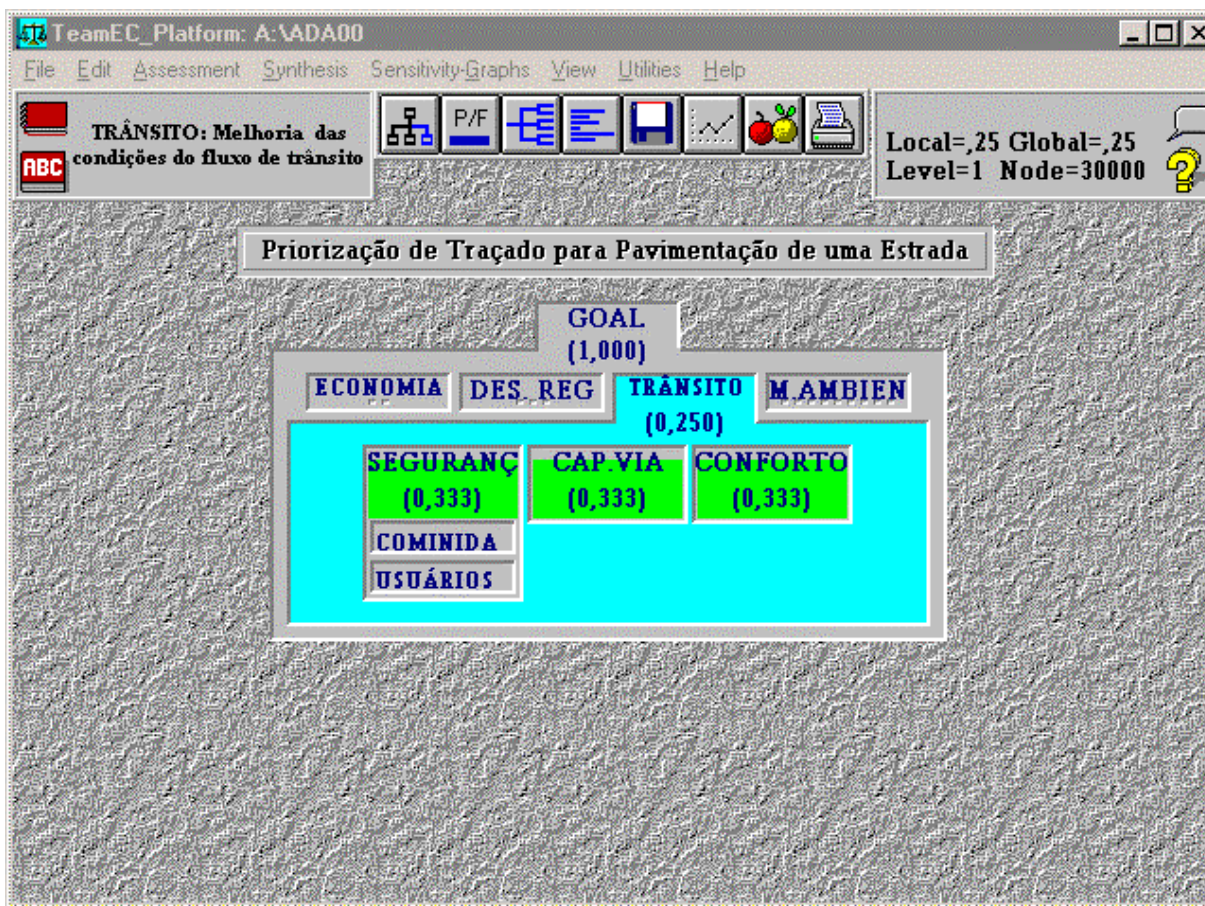 TeamEC_Platform: A:\ADA00
File Edit Assessment Synthesis Sensitivity-Graphs View Utilities Help
ABC
TRÂNSITO: Melhoria das
condições do fluxo de trânsito
P/F
Local=,25 Global=,25
Level=1 Node=30000
Priorização de Traçado para Pavimentação de uma Estrada
GOAL
(1,000)
ECONOMIA DES. REG TRÂNSITO M.AMBIEN
(0,250)
SEGURANÇ CAP.VIA CONFORTO
(0,333) (0,333) (0,333)
COMINIDA
USUÁRIOS